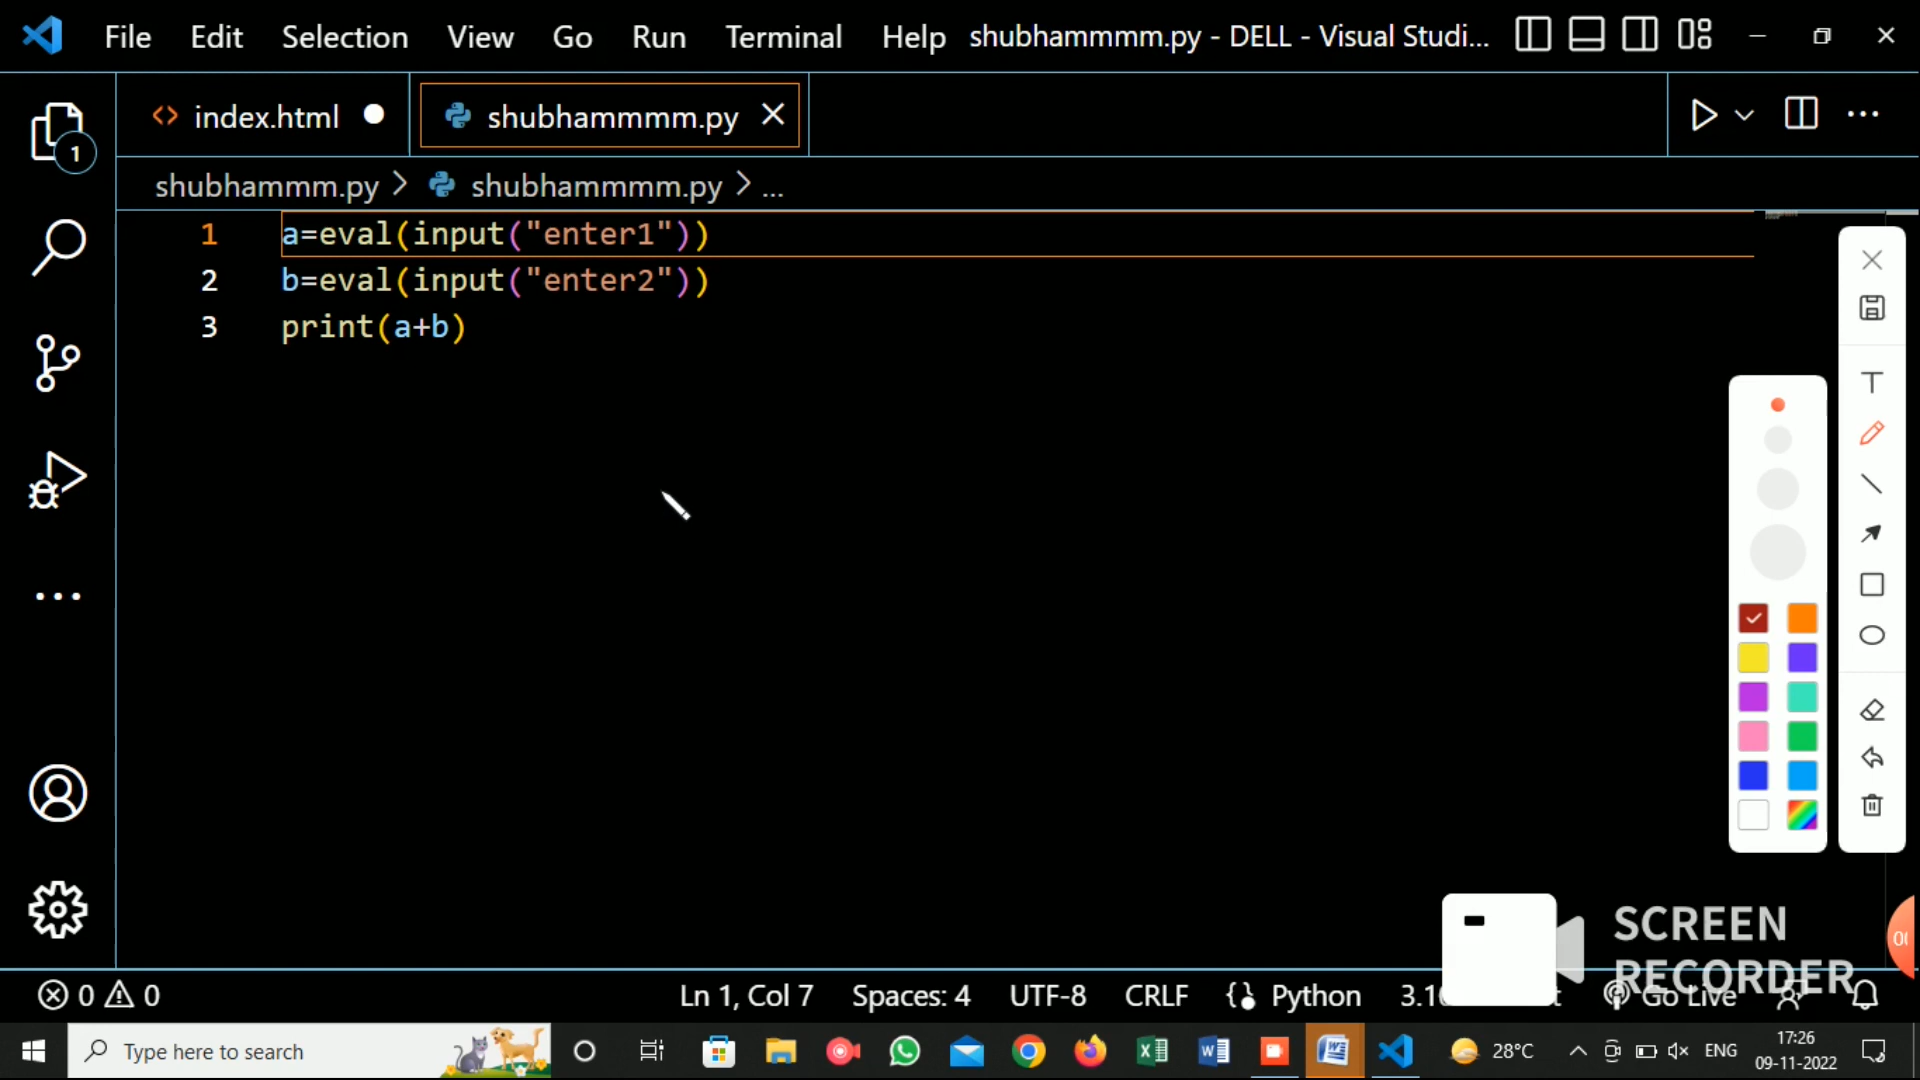 File Edit Selection View Go Run Terminal Help shubhammmm.py - DELL - Visual Studi...
index.html shubhammmm.py
shubhammm.py > shubhammmm.py > ...
1 a=eval(input("enter1"))
2 b=eval(input("enter2"))
3 print(a+b)
T
SCREEN
RECORDER
0 0 Ln 1, Col 7 Spaces: 4 UTF-8 CRLF {} Python Go Live
Type here to search 28°C ENG 17:26
09-11-2022
1